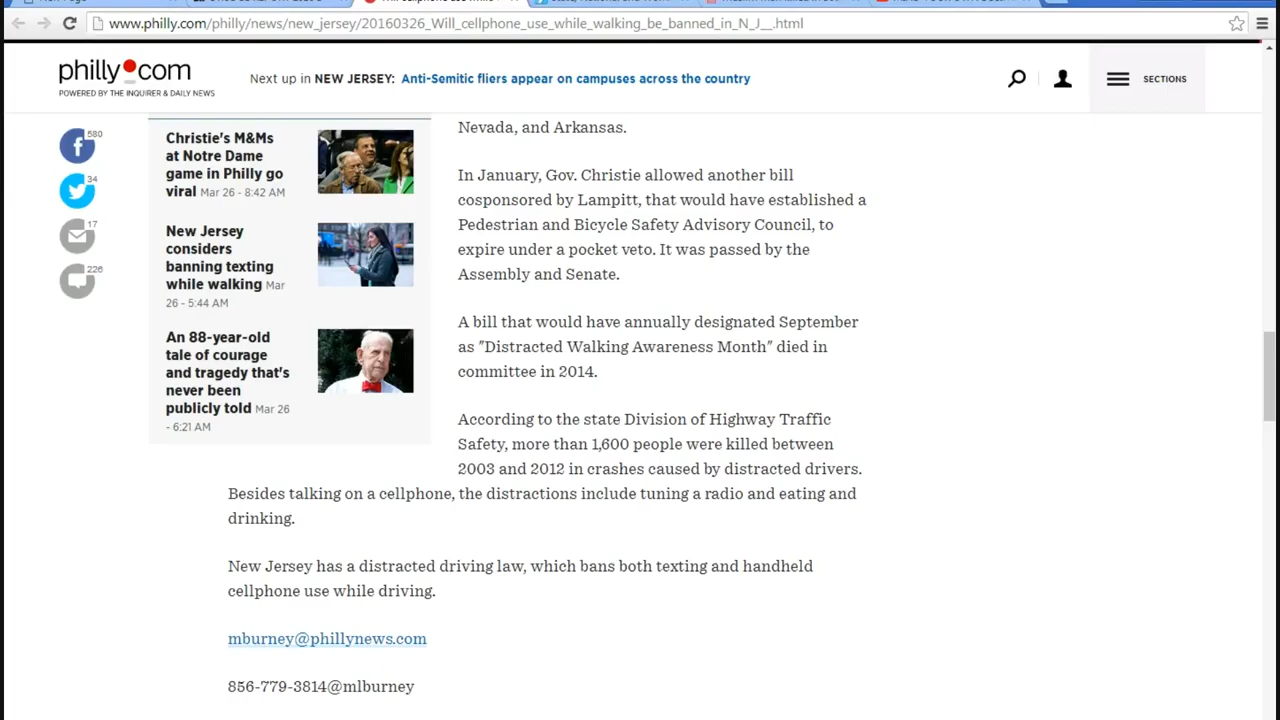 www.philly.com/philly/news/new_jersey/20160326_Will_cellphone_use_while_walking_be_banned_in_N_J__.html
philly.com
POWERED BY THE INQUIRER & DAILY NEWS
Next up in NEW JERSEY: Anti-Semitic fliers appear on campuses across the country
SECTIONS
580
34
17
226
Christie's M&Ms
at Notre Dame
game in Philly go
viral Mar 26 - 8:42 AM
New Jersey
considers
banning texting
while walking Mar
26 - 5:44 AM
An 88-year-old
tale of courage
and tragedy that's
never been
publicly told Mar 26
- 6:21 AM
Nevada, and Arkansas.
In January, Gov. Christie allowed another bill
cosponsored by Lampitt, that would have established a
Pedestrian and Bicycle Safety Advisory Council, to
expire under a pocket veto. It was passed by the
Assembly and Senate.
A bill that would have annually designated September
as "Distracted Walking Awareness Month" died in
committee in 2014.
According to the state Division of Highway Traffic
Safety, more than 1,600 people were killed between
2003 and 2012 in crashes caused by distracted drivers.
Besides talking on a cellphone, the distractions include tuning a radio and eating and
drinking.
New Jersey has a distracted driving law, which bans both texting and handheld
cellphone use while driving.
mburney@phillynews.com
856-779-3814@mlburney